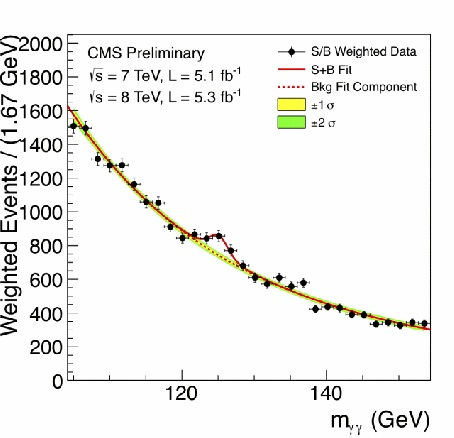 CMS Preliminary
√s = 7 TeV, L = 5.1 fb⁻¹
√s = 8 TeV, L = 5.3 fb⁻¹
S/B Weighted Data
S+B Fit
Bkg Fit Component
±1 σ
±2 σ
Weighted Events / (1.67 GeV)
2000
1800
1600
1400
1200
1000
800
600
400
200
0
120
140
mγγ (GeV)